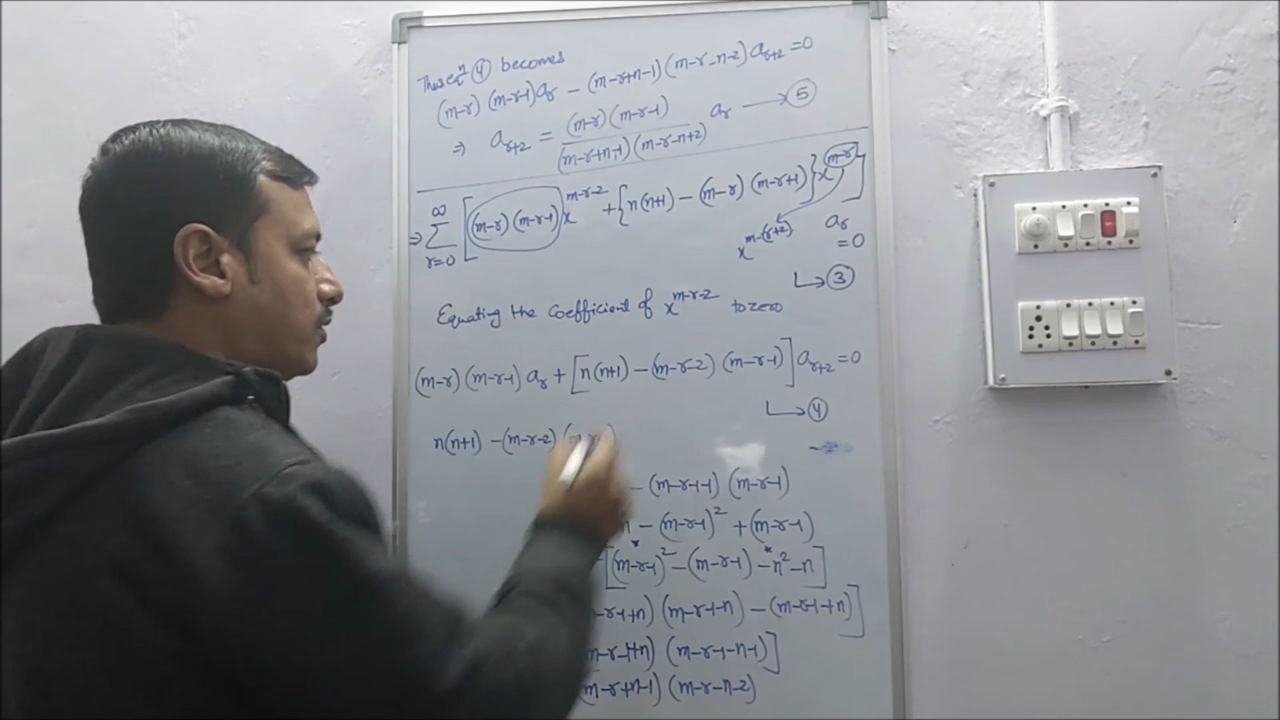 Thus eqⁿ ④ becomes
(m-r) (m-r-1)aᵣ - (m-r+n-1) (m-r-n-2) aᵣ₊₂ = 0
⇒ aᵣ₊₂ = (m-r) (m-r-1) / (m-r+n-1) (m-r-n+2) aᵣ → ⑤
⇒ ∑_{r=0}^{∞} [(m-r) (m-r-1) x^{m-r-2} + {n(n+1) - (m-r) (m-r+1)} x^{m-r}]
x^{m-(r+2)} aᵣ
= 0
↳ ③
Equating the Coefficient of x^{m-r-2} to zero
(m-r) (m-r-1) aᵣ + [n(n+1) - (m-r-2) (m-r-1)] aᵣ₊₂ = 0
↳ ④
n(n+1) - (m-r-2)
- (m-r-1-1) (m-r-1)
n - (m-r-1)² + (m-r-1)
[(m-r-1)² - (m-r-1) - n² - n]
m-r-1+n) (m-r-1-n) - (m-r-1+n)]
m-r-1+n) (m-r-1-n-1)]
(m-r+n-1) (m-r-n-2)